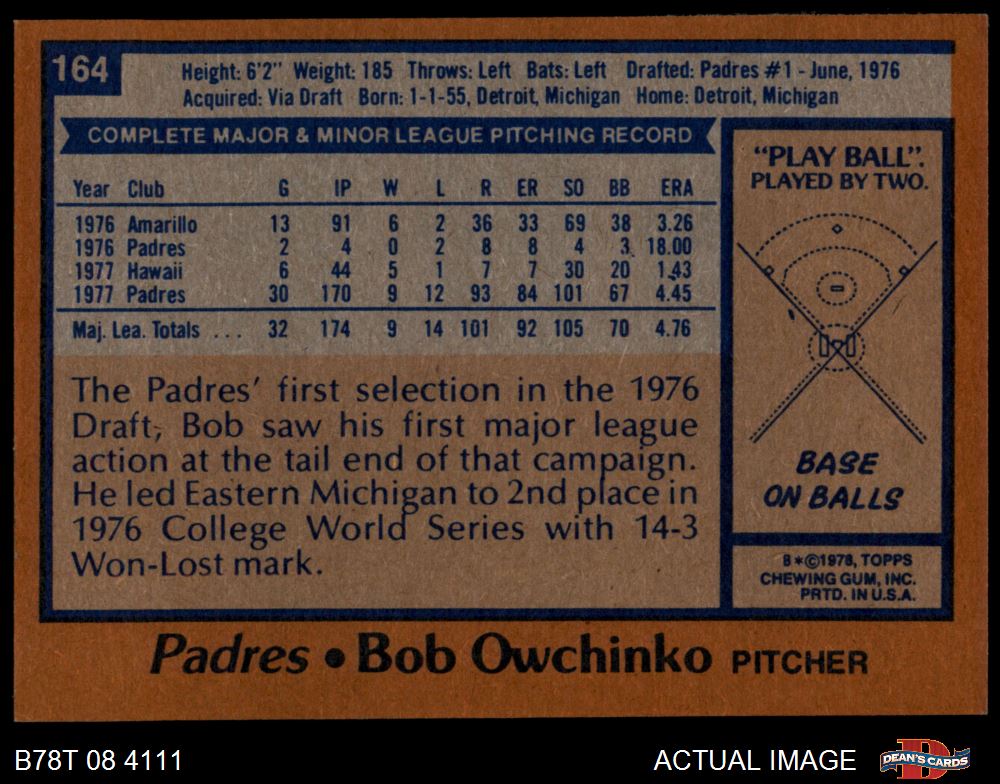 164
Height: 6'2" Weight: 185 Throws: Left Bats: Left Drafted: Padres #1 - June, 1976
Acquired: Via Draft Born: 1-1-55, Detroit, Michigan Home: Detroit, Michigan
COMPLETE MAJOR & MINOR LEAGUE PITCHING RECORD
Year Club G IP W L R ER SO BB ERA
1976 Amarillo 13 91 6 2 36 33 69 38 3.26
1976 Padres 2 4 0 2 8 8 4 3 18.00
1977 Hawaii 6 44 5 1 7 7 30 20 1.43
1977 Padres 30 170 9 12 93 84 101 67 4.45
Maj. Lea. Totals ... 32 174 9 14 101 92 105 70 4.76
The Padres' first selection in the 1976
Draft, Bob saw his first major league
action at the tail end of that campaign.
He led Eastern Michigan to 2nd place in
1976 College World Series with 14-3
Won-Lost mark.
"PLAY BALL".
PLAYED BY TWO.
BASE
ON BALLS
B*©1978, TOPPS
CHEWING GUM, INC.
PRTD. IN U.S.A.
Padres • Bob Owchinko PITCHER
B78T 08 4111
ACTUAL IMAGE
D
DEAN'S CARDS